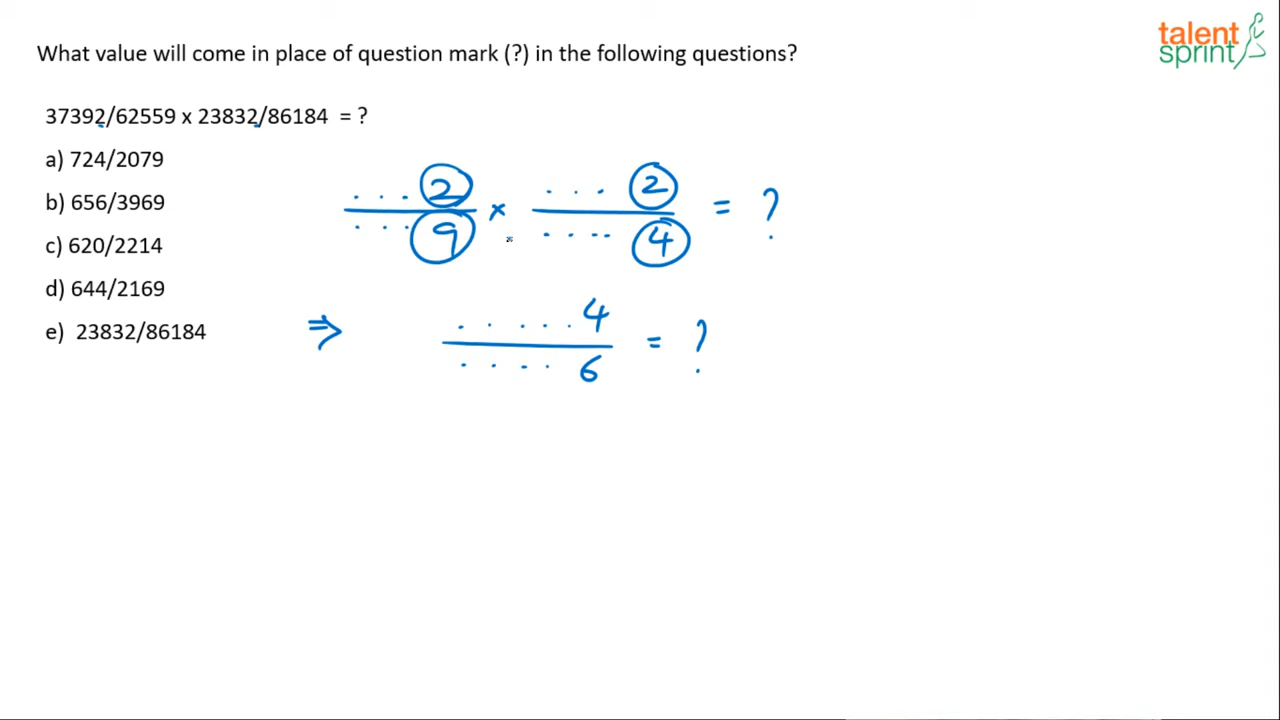 talent
sprint
What value will come in place of question mark (?) in the following questions?
37392/62559 x 23832/86184 = ?
a) 724/2079
b) 656/3969
c) 620/2214
d) 644/2169
e) 23832/86184
. . . 2 / . . . 9 × . . . 2 / . . . . 4 = ?
⇒ . . . . . 4 / . . . . 6 = ?